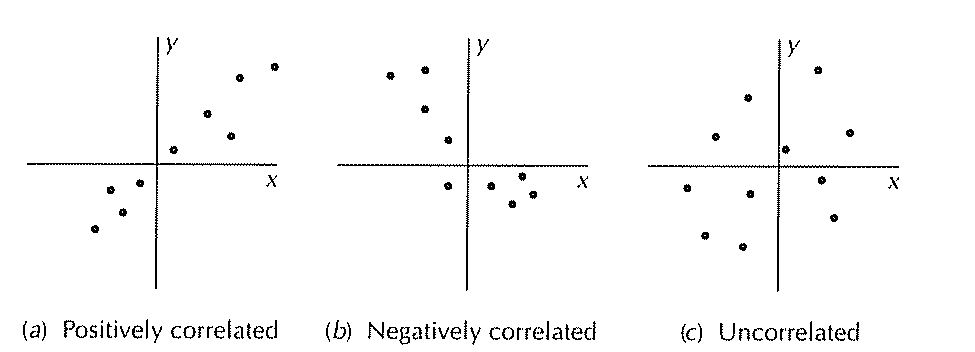 y
y
y
x
x
x
(a) Positively correlated
(b) Negatively correlated
(c) Uncorrelated